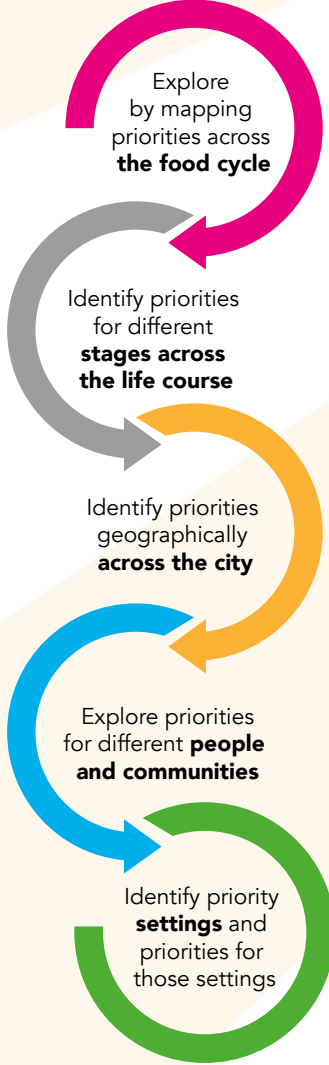 Explore
by mapping
priorities across
the food cycle
Identify priorities
for different
stages across
the life course
Identify priorities
geographically
across the city
Explore priorities
for different people
and communities
Identify priority
settings and
priorities for
those settings